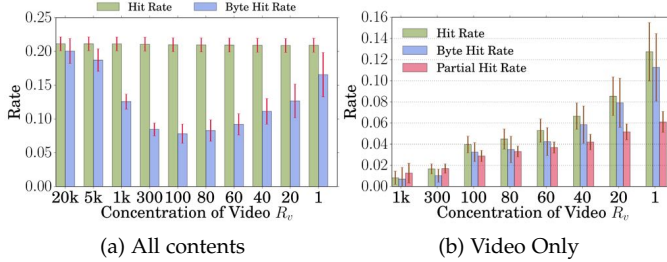 Hit Rate Byte Hit Rate
0.25
0.20
0.15
0.10
0.05
0.00
Rate
20k 5k 1k 300 100 80 60 40 20 1
Concentration of Video Rv
(a) All contents
0.16
0.14
0.12
0.10
0.08
0.06
0.04
0.02
0.00
Rate
Hit Rate
Byte Hit Rate
Partial Hit Rate
1k 300 100 80 60 40 20 1
Concentration of Video Rv
(b) Video Only